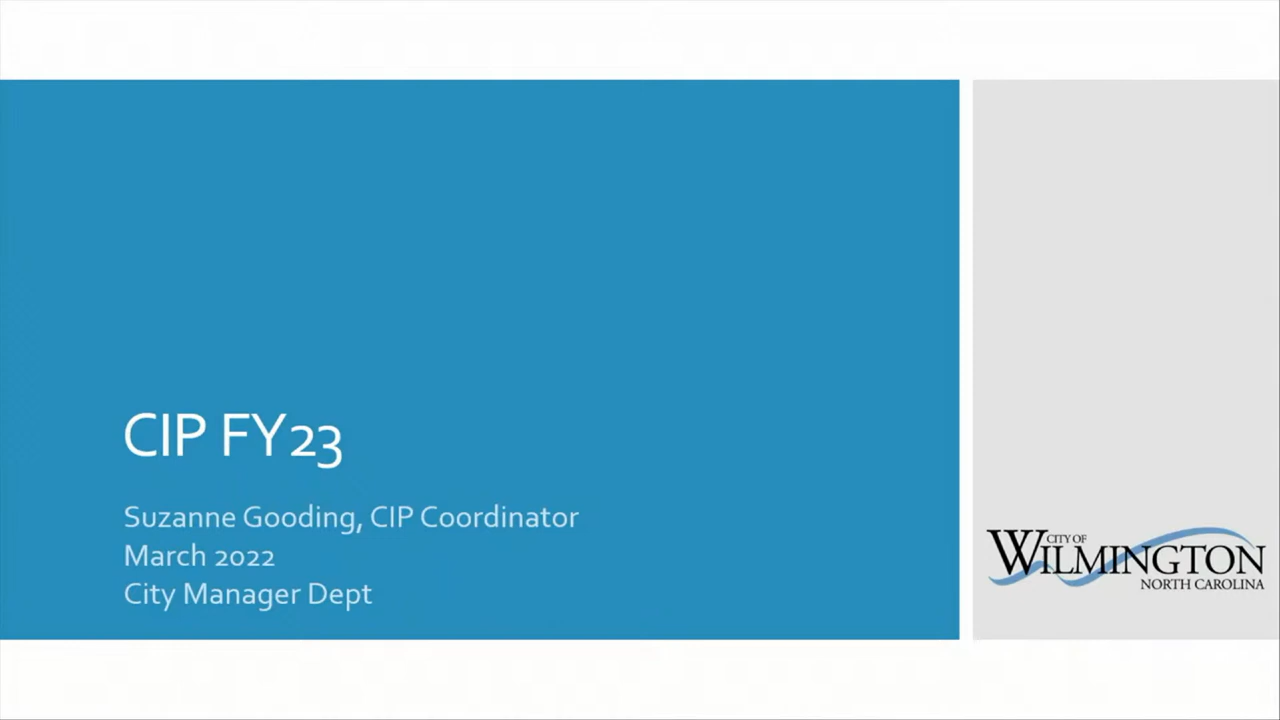 CIP FY23
Suzanne Gooding, CIP Coordinator
March 2022
City Manager Dept
CITY OF
WILMINGTON
NORTH CAROLINA